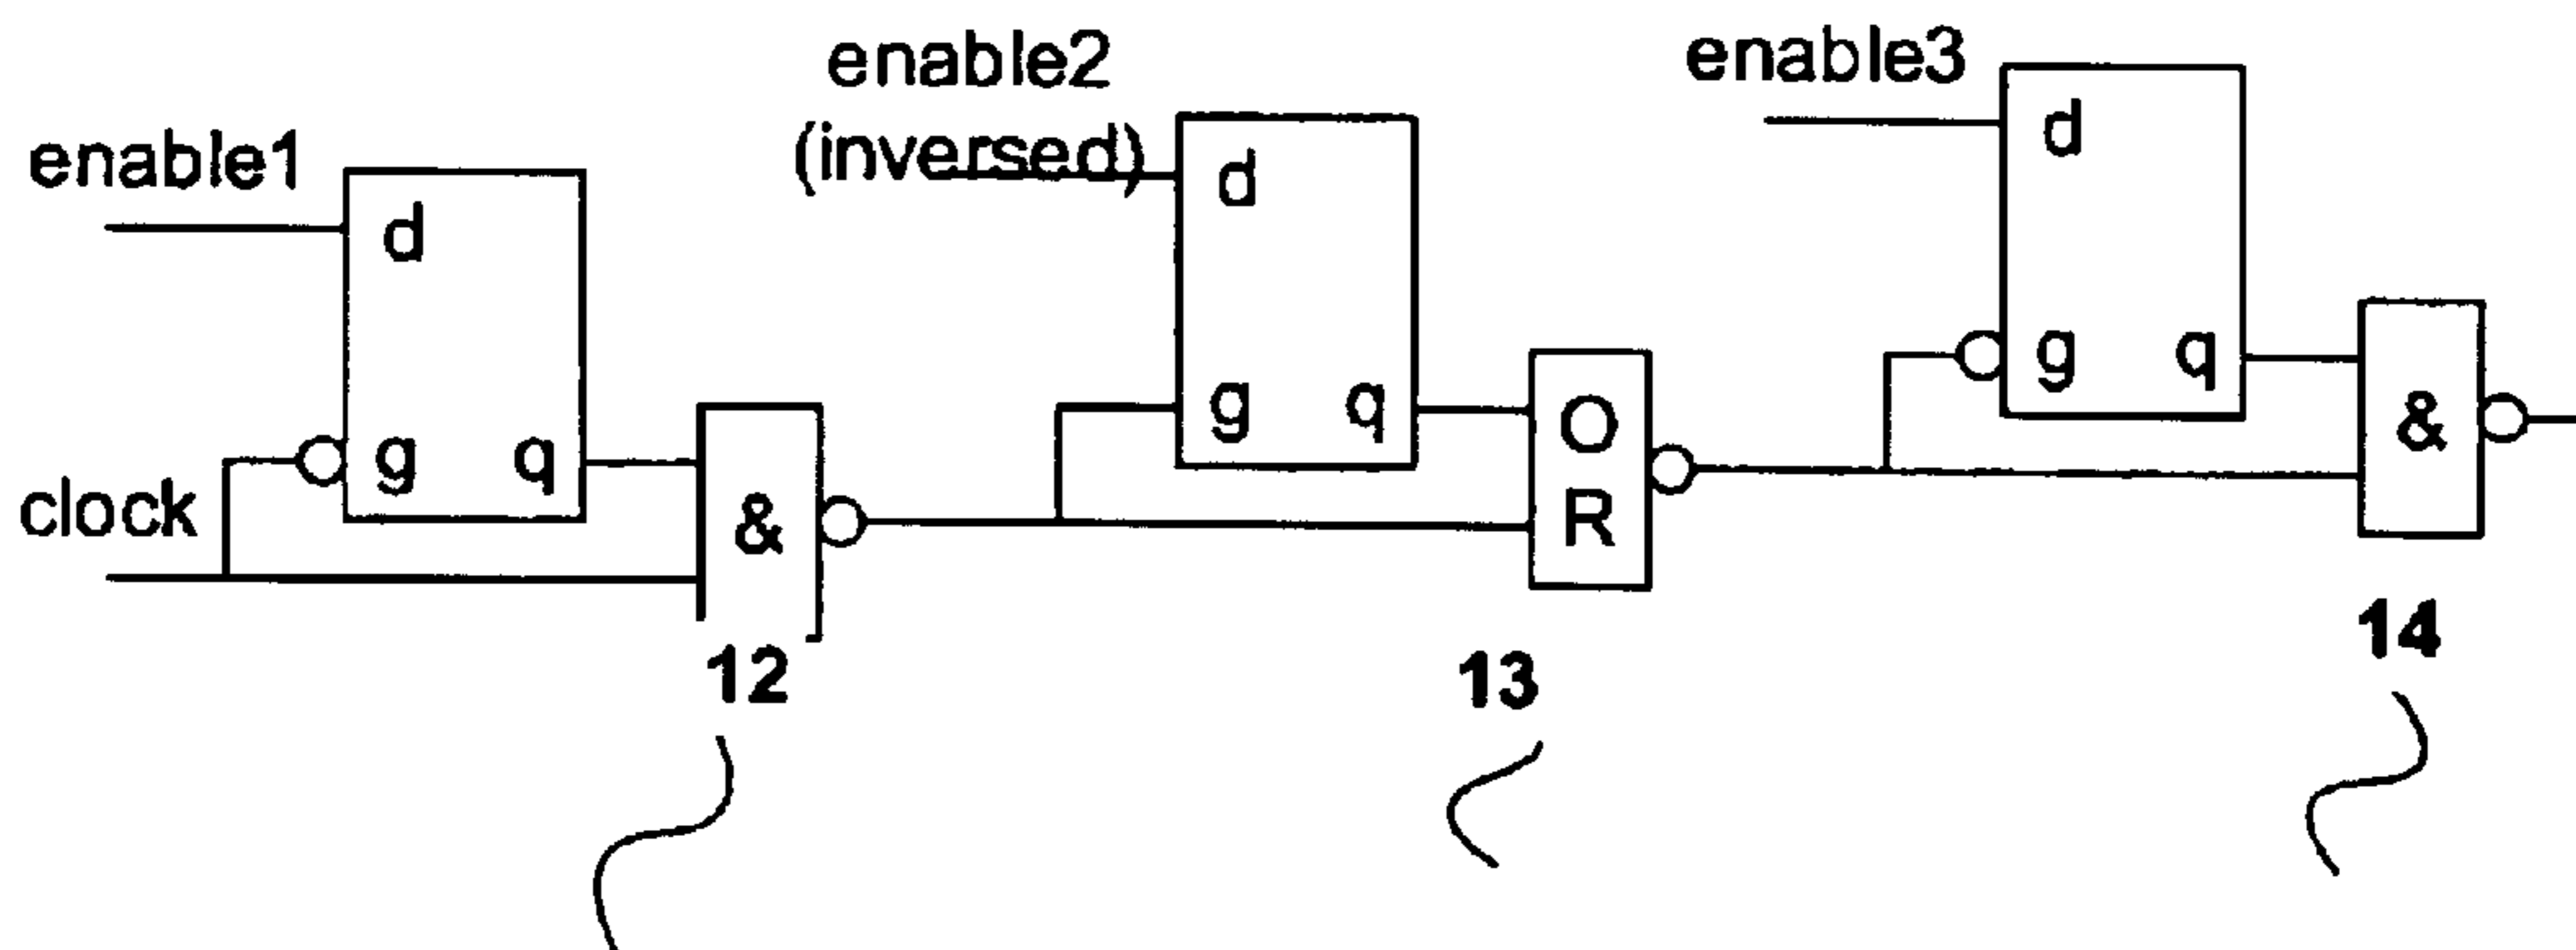 enable1
d
g q
clock
&
12
enable2
(inversed)
d
g q
O
R
13
enable3
d
g q
&
14